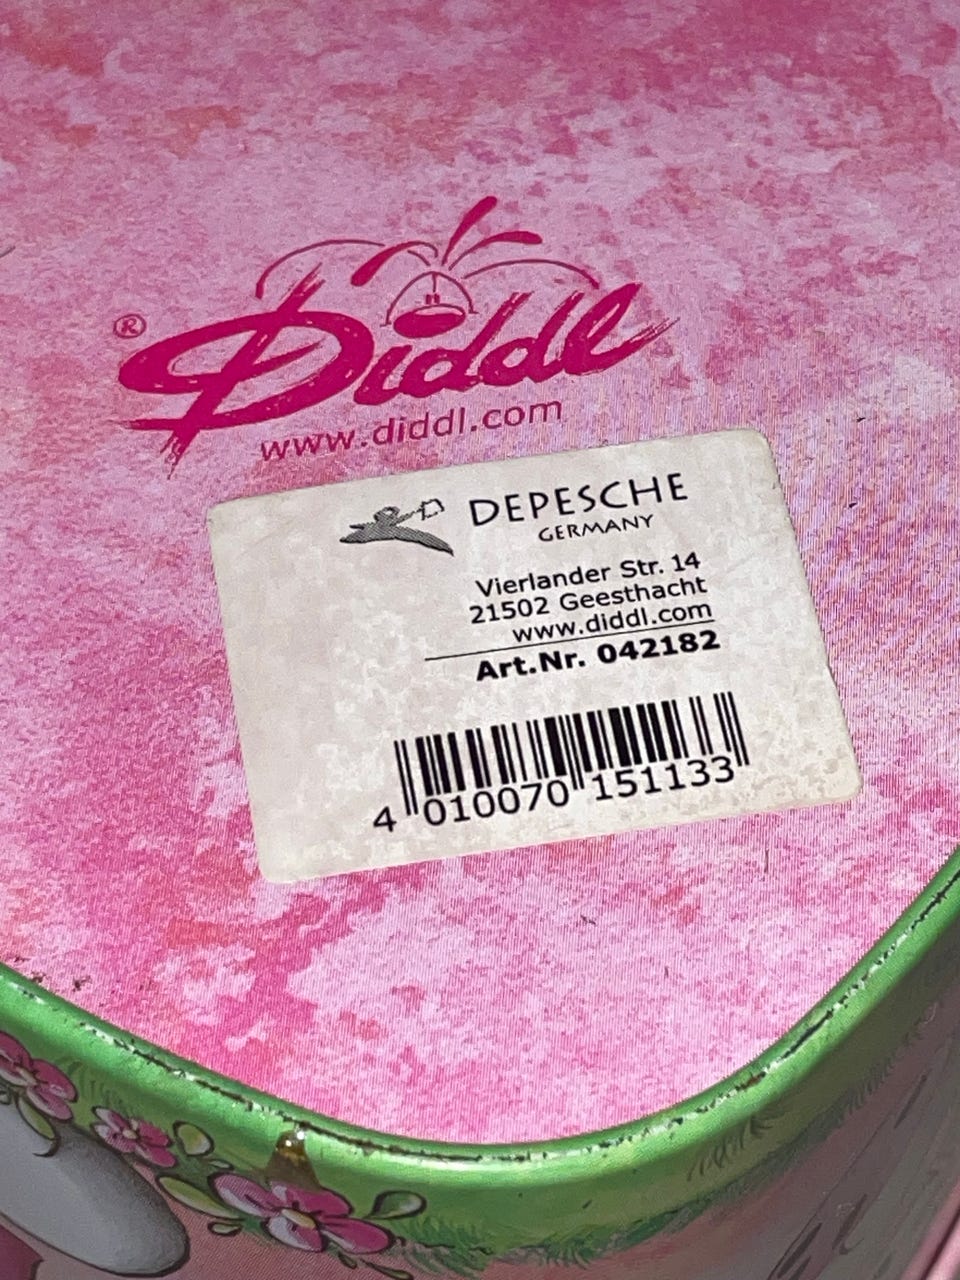 ®
Diddl
www.diddl.com
DEPESCHE
GERMANY
Vierlander Str. 14
21502 Geesthacht
www.diddl.com
Art.Nr. 042182
4 010070 151133